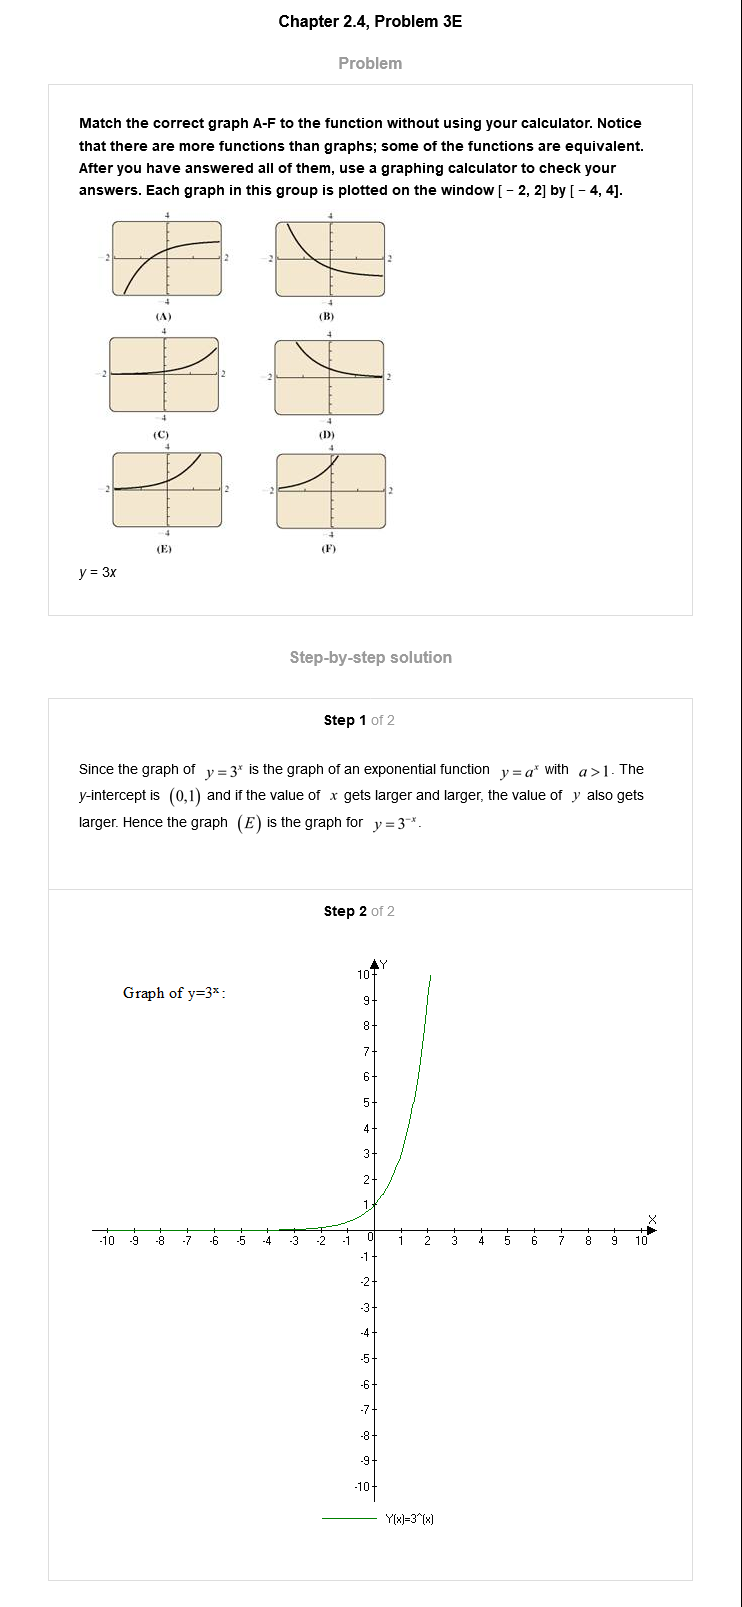 Chapter 2.4, Problem 3E
Problem
Match the correct graph A-F to the function without using your calculator. Notice
that there are more functions than graphs; some of the functions are equivalent.
After you have answered all of them, use a graphing calculator to check your
answers. Each graph in this group is plotted on the window [ − 2, 2] by [ − 4, 4].
4 4
−2 2 −2 2
−4 −4
(A) (B)
4 4
−2 2 −2 2
−4 −4
(C) (D)
4 4
−2 2 −2 2
−4 −4
(E) (F)
y = 3x
Step-by-step solution
Step 1 of 2
Since the graph of y = 3ˣ is the graph of an exponential function y = aˣ with a > 1. The
y-intercept is (0,1) and if the value of x gets larger and larger, the value of y also gets
larger. Hence the graph (E) is the graph for y = 3⁻ˣ.
Step 2 of 2
Y
Graph of y=3ˣ:
10
9
8
7
6
5
4
3
2
1
X
-10 -9 -8 -7 -6 -5 -4 -3 -2 -1 0 1 2 3 4 5 6 7 8 9 10
-1
-2
-3
-4
-5
-6
-7
-8
-9
-10
Y(x)=3^(x)